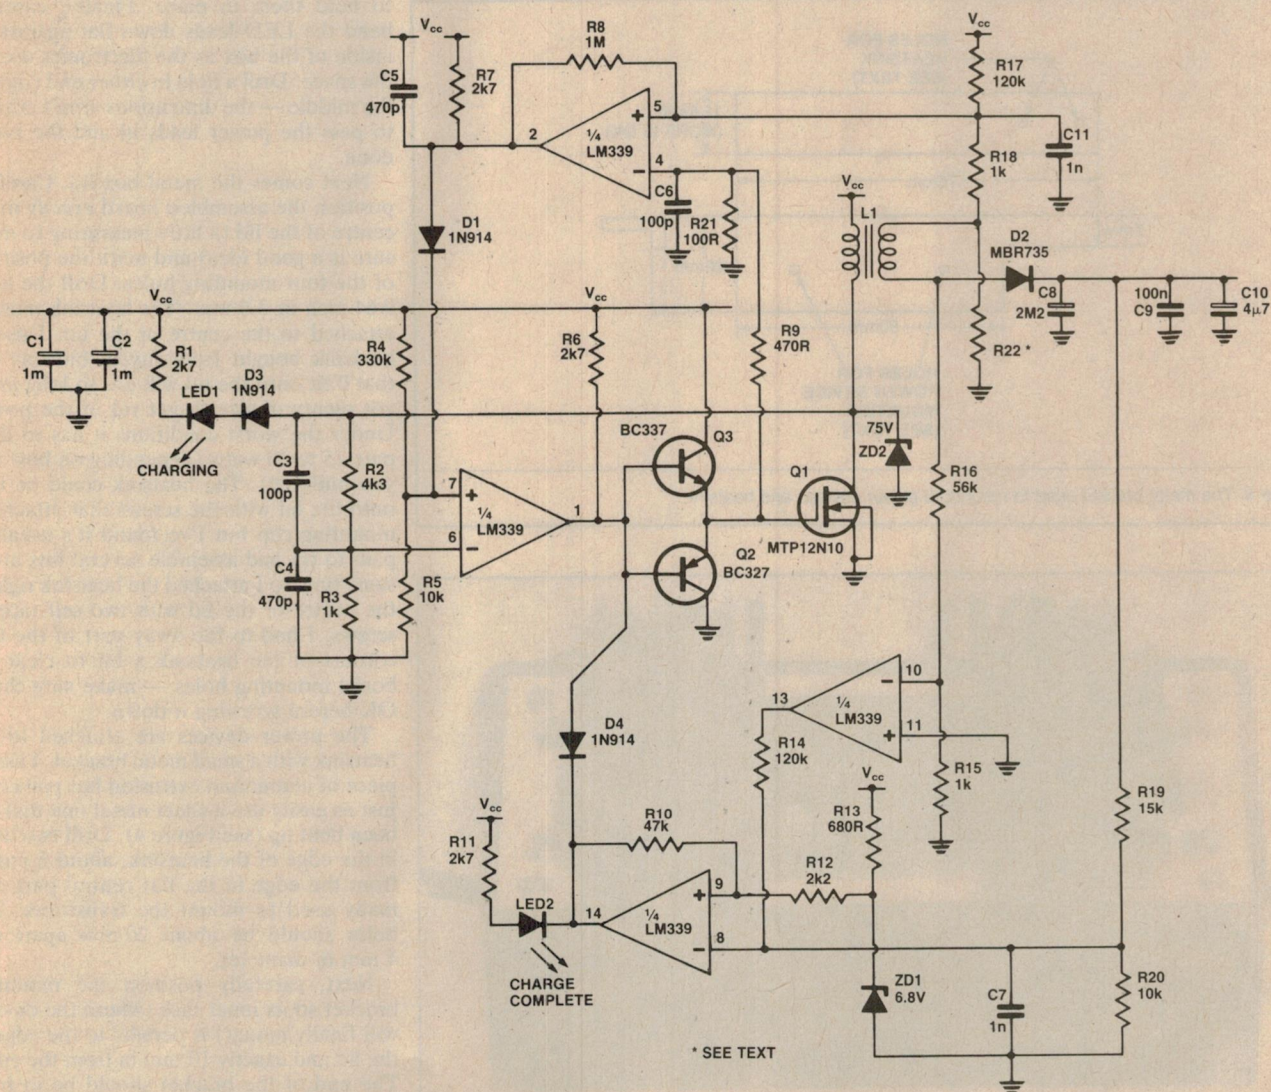 Vcc
Vcc
C5
470p
R7
2k7
R8
1M
R17
120k
2
¼
LM339
5
+
4
−
C11
1n
R18
1k
C6
100p
R21
100R
Vcc
L1
D1
1N914
D2
MBR735
C8
2M2
100n
C9
C10
4µ7
Vcc
Vcc
C1
1m
C2
1m
R1
2k7
LED1
D3
1N914
CHARGING
R4
330k
R6
2k7
R9
470R
R22 *
BC337
Q3
75V
ZD2
C3
100p
R2
4k3
7
+
¼
LM339
1
6
−
Q1
MTP12N10
R16
56k
C4
470p
R3
1k
R5
10k
Q2
BC327
10
−
13
¼
LM339
11
+
D4
1N914
R14
120k
R15
1k
Vcc
R13
680R
R19
15k
Vcc
R11
2k7
R10
47k
R12
2k2
LED2
14
¼
LM339
9
+
8
−
CHARGE
COMPLETE
ZD1
6.8V
C7
1n
R20
10k
* SEE TEXT